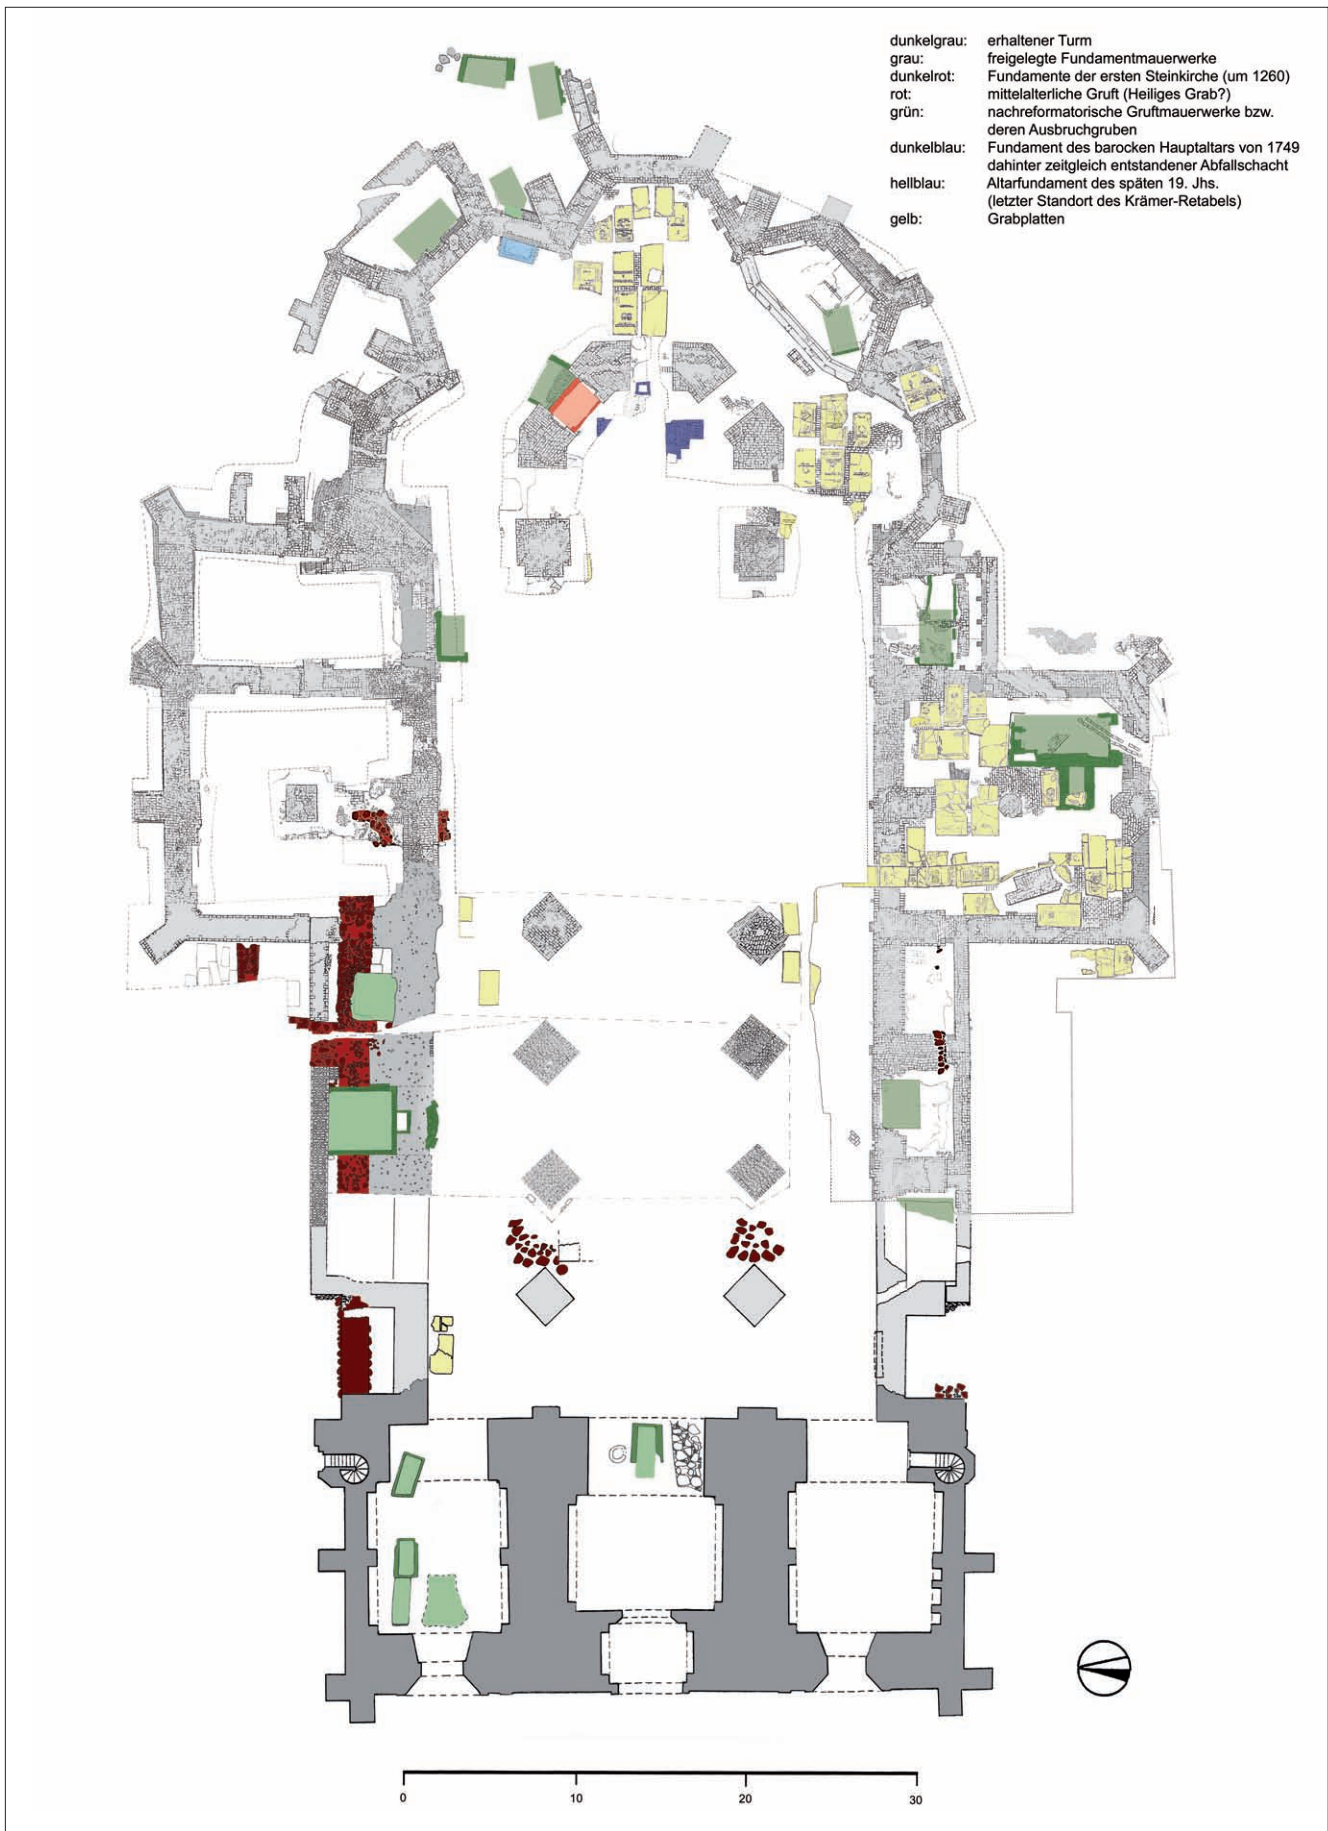 dunkelgrau: erhaltener Turm
grau: freigelegte Fundamentmauerwerke
dunkelrot: Fundamente der ersten Steinkirche (um 1260)
rot: mittelalterliche Gruft (Heiliges Grab?)
grün: nachreformatorische Gruftmauerwerke bzw.
deren Ausbruchgruben
dunkelblau: Fundament des barocken Hauptaltars von 1749
dahinter zeitgleich entstandener Abfallschacht
hellblau: Altarfundament des späten 19. Jhs.
(letzter Standort des Krämer-Retabels)
gelb: Grabplatten
0 10 20 30